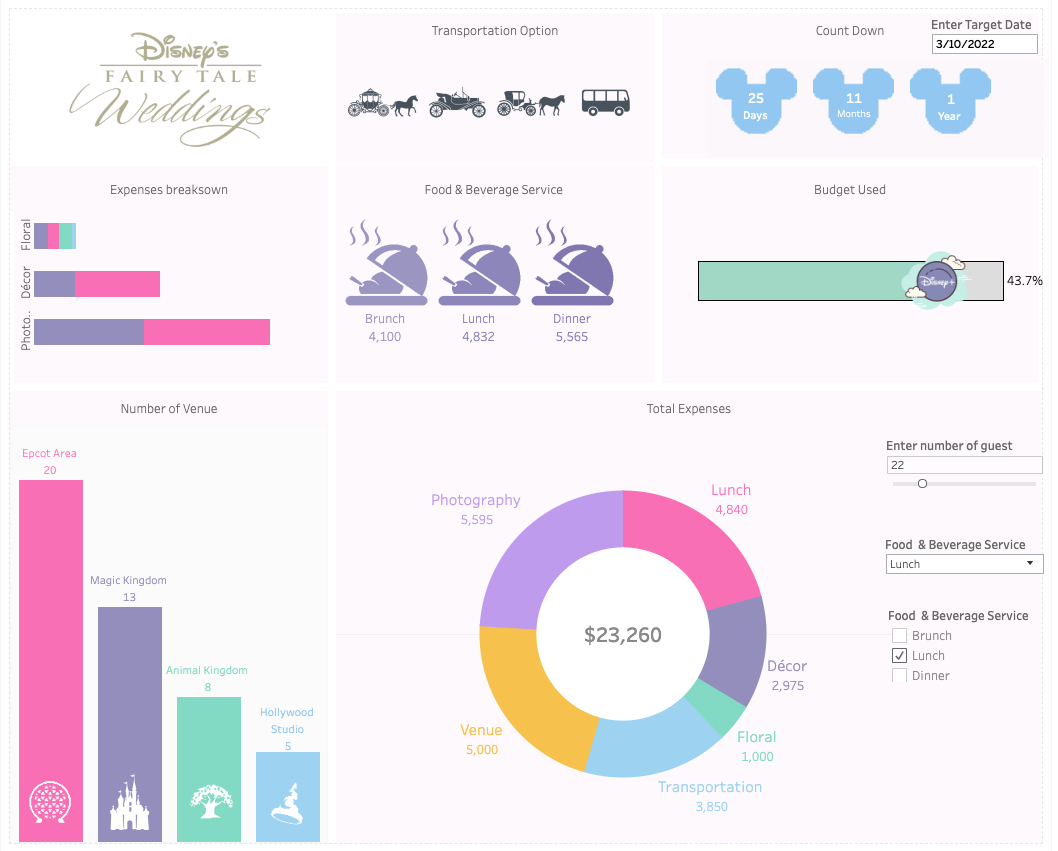 Disney's
FAIRY TALE
Weddings
Transportation Option
Count Down
Enter Target Date
3/10/2022
25
Days
11
Months
1
Year
Expenses breaksown
Floral
Décor
Photo..
Food & Beverage Service
Brunch
4,100
Lunch
4,832
Dinner
5,565
Budget Used
Disney+
43.7%
Number of Venue
Epcot Area
20
Magic Kingdom
13
Animal Kingdom
8
Hollywood
Studio
5
Total Expenses
Photography
5,595
Lunch
4,840
$23,260
Décor
2,975
Venue
5,000
Floral
1,000
Transportation
3,850
Enter number of guest
22
Food & Beverage Service
Lunch
Food & Beverage Service
Brunch
Lunch
Dinner